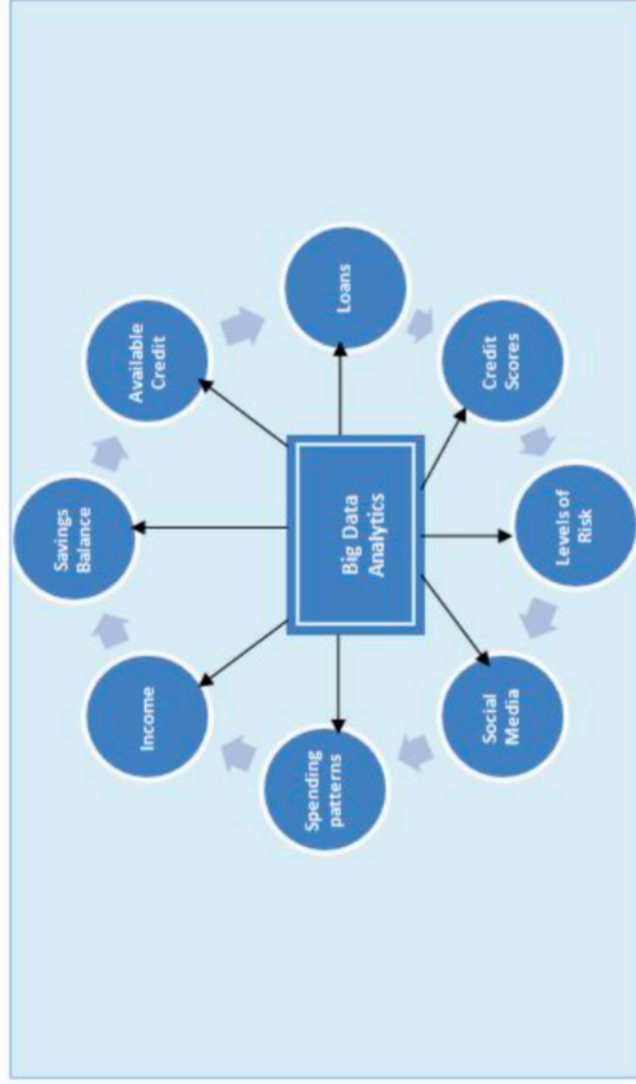 Savings
Balance
Available
Credit
Loans
Credit
Scores
Levels of
Risk
Social
Media
Spending
patterns
Income
Big Data
Analytics